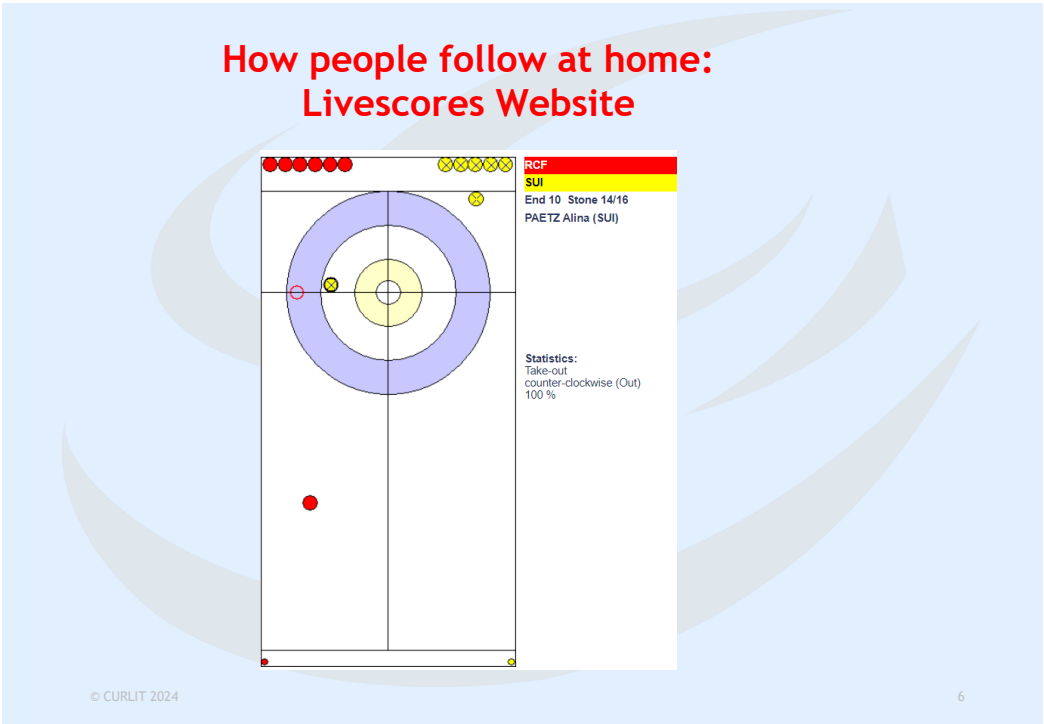 How people follow at home:
Livescores Website
RCF
SUI
End 10 Stone 14/16
PAETZ Alina (SUI)
Statistics:
Take-out
counter-clockwise (Out)
100 %
© CURLIT 2024
6